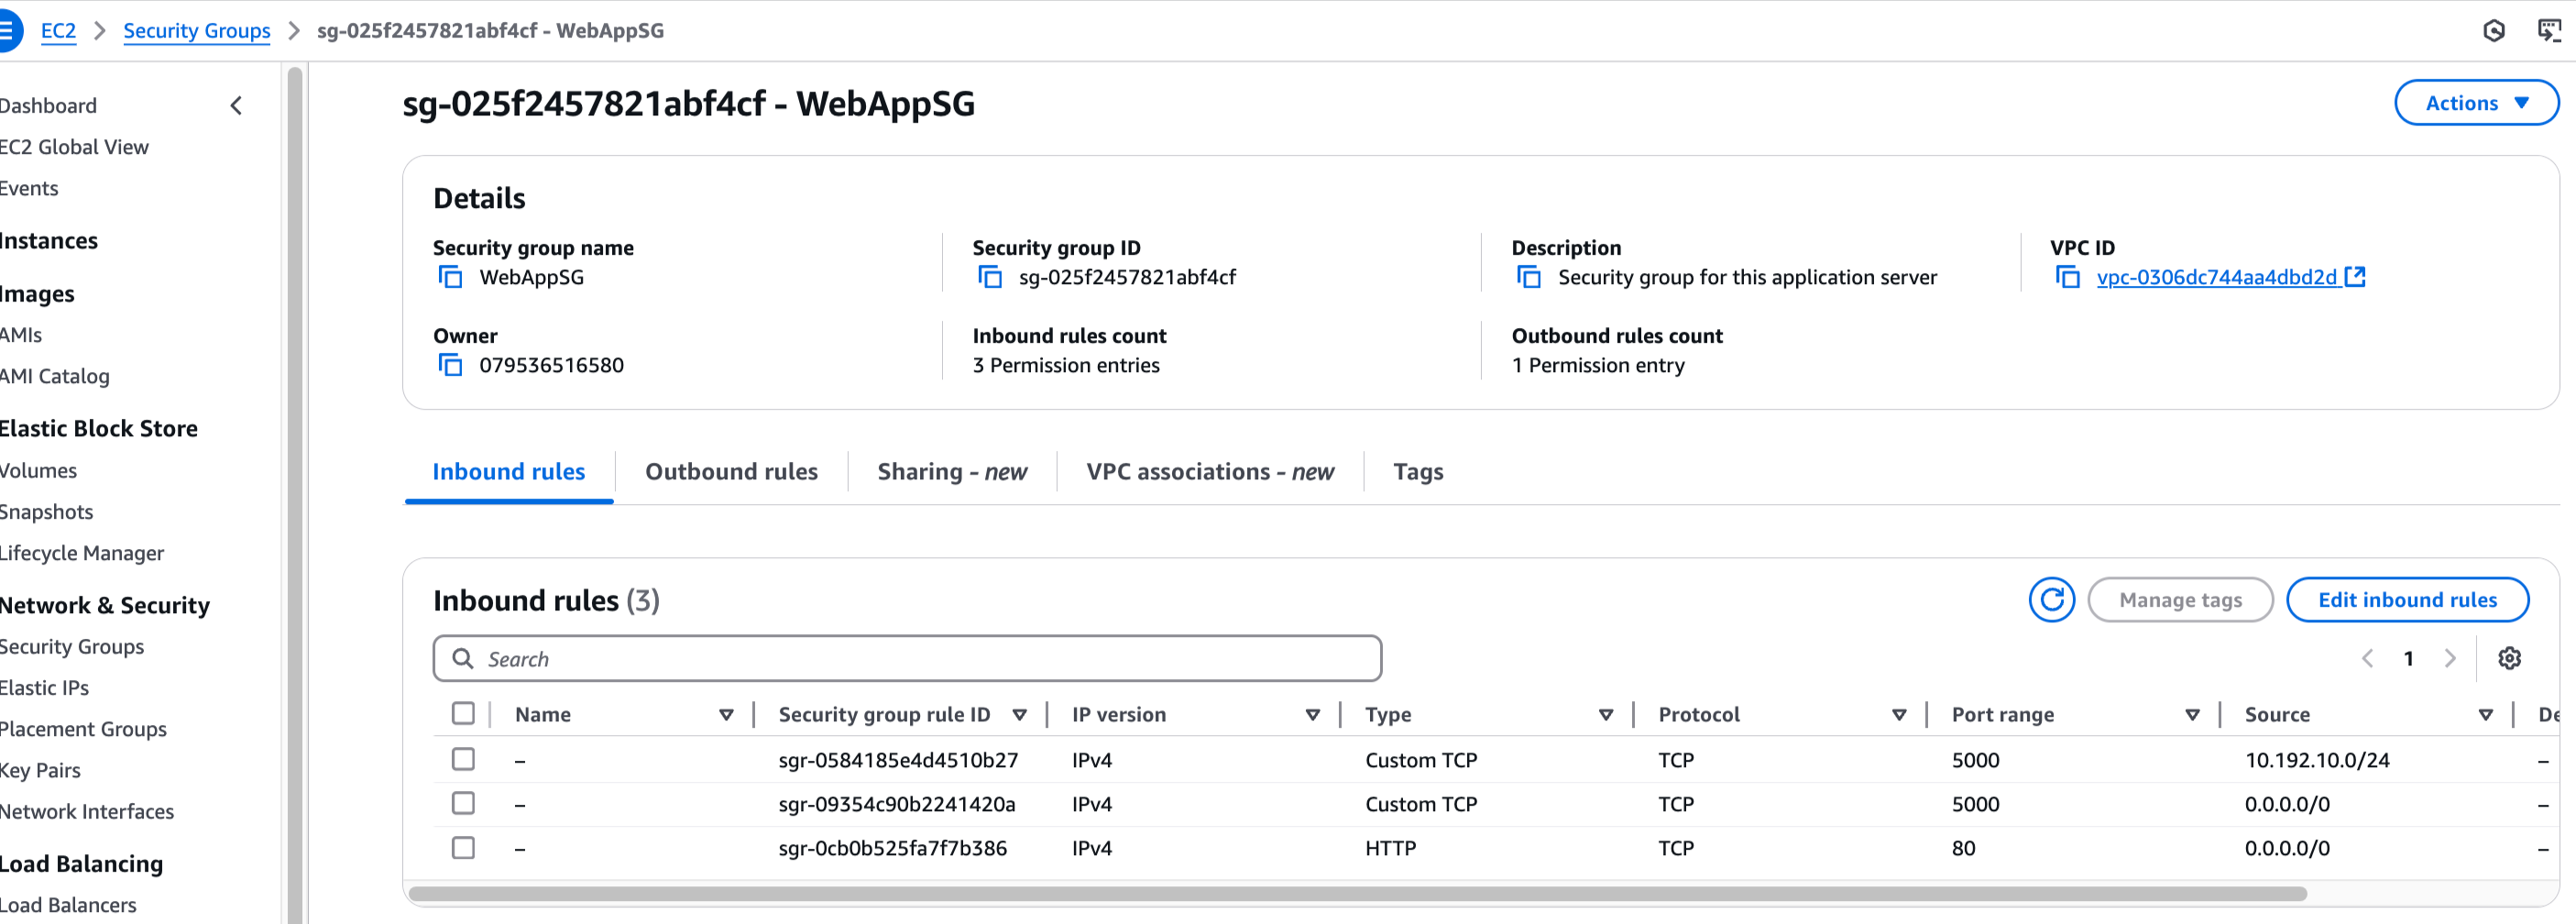 EC2 > Security Groups > sg-025f2457821abf4cf - WebAppSG
Dashboard
EC2 Global View
Events
Instances
Images
AMIs
AMI Catalog
Elastic Block Store
Volumes
Snapshots
Lifecycle Manager
Network & Security
Security Groups
Elastic IPs
Placement Groups
Key Pairs
Network Interfaces
Load Balancing
Load Balancers
sg-025f2457821abf4cf - WebAppSG
Actions
Details
Security group name
WebAppSG
Security group ID
sg-025f2457821abf4cf
Description
Security group for this application server
VPC ID
vpc-0306dc744aa4dbd2d
Owner
079536516580
Inbound rules count
3 Permission entries
Outbound rules count
1 Permission entry
Inbound rules Outbound rules Sharing - new VPC associations - new Tags
Inbound rules (3)
Manage tags Edit inbound rules
Search
1
Name Security group rule ID IP version Type Protocol Port range Source De
– sgr-0584185e4d4510b27 IPv4 Custom TCP TCP 5000 10.192.10.0/24 –
– sgr-09354c90b2241420a IPv4 Custom TCP TCP 5000 0.0.0.0/0 –
– sgr-0cb0b525fa7f7b386 IPv4 HTTP TCP 80 0.0.0.0/0 –